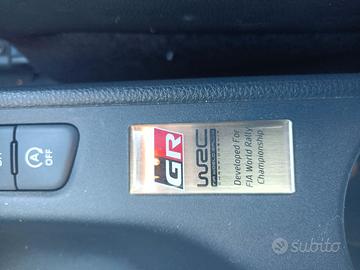 GR
WRC
Developed For
FIA World Rally
Championship
A
OFF
subito